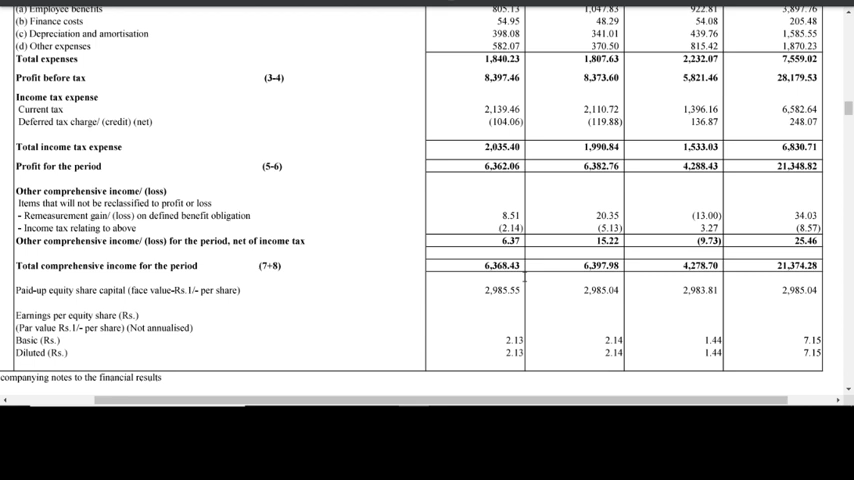 (a) Employee benefits 805.13 1,047.83 922.81 3,897.76
(b) Finance costs 54.95 48.29 54.08 205.48
(c) Depreciation and amortisation 398.08 341.01 439.76 1,585.55
(d) Other expenses 582.07 370.50 815.42 1,870.23
Total expenses 1,840.23 1,807.63 2,232.07 7,559.02
Profit before tax (3-4) 8,397.46 8,373.60 5,821.46 28,179.53
Income tax expense
Current tax 2,139.46 2,110.72 1,396.16 6,582.64
Deferred tax charge/ (credit) (net) (104.06) (119.88) 136.87 248.07
Total income tax expense 2,035.40 1,990.84 1,533.03 6,830.71
Profit for the period (5-6) 6,362.06 6,382.76 4,288.43 21,348.82
Other comprehensive income/ (loss)
Items that will not be reclassified to profit or loss
- Remeasurement gain/ (loss) on defined benefit obligation 8.51 20.35 (13.00) 34.03
- Income tax relating to above (2.14) (5.13) 3.27 (8.57)
Other comprehensive income/ (loss) for the period, net of income tax 6.37 15.22 (9.73) 25.46
Total comprehensive income for the period (7+8) 6,368.43 6,397.98 4,278.70 21,374.28
Paid-up equity share capital (face value-Rs.1/- per share) 2,985.55 2,985.04 2,983.81 2,985.04
Earnings per equity share (Rs.)
(Par value Rs.1/- per share) (Not annualised)
Basic (Rs.) 2.13 2.14 1.44 7.15
Diluted (Rs.) 2.13 2.14 1.44 7.15
companying notes to the financial results